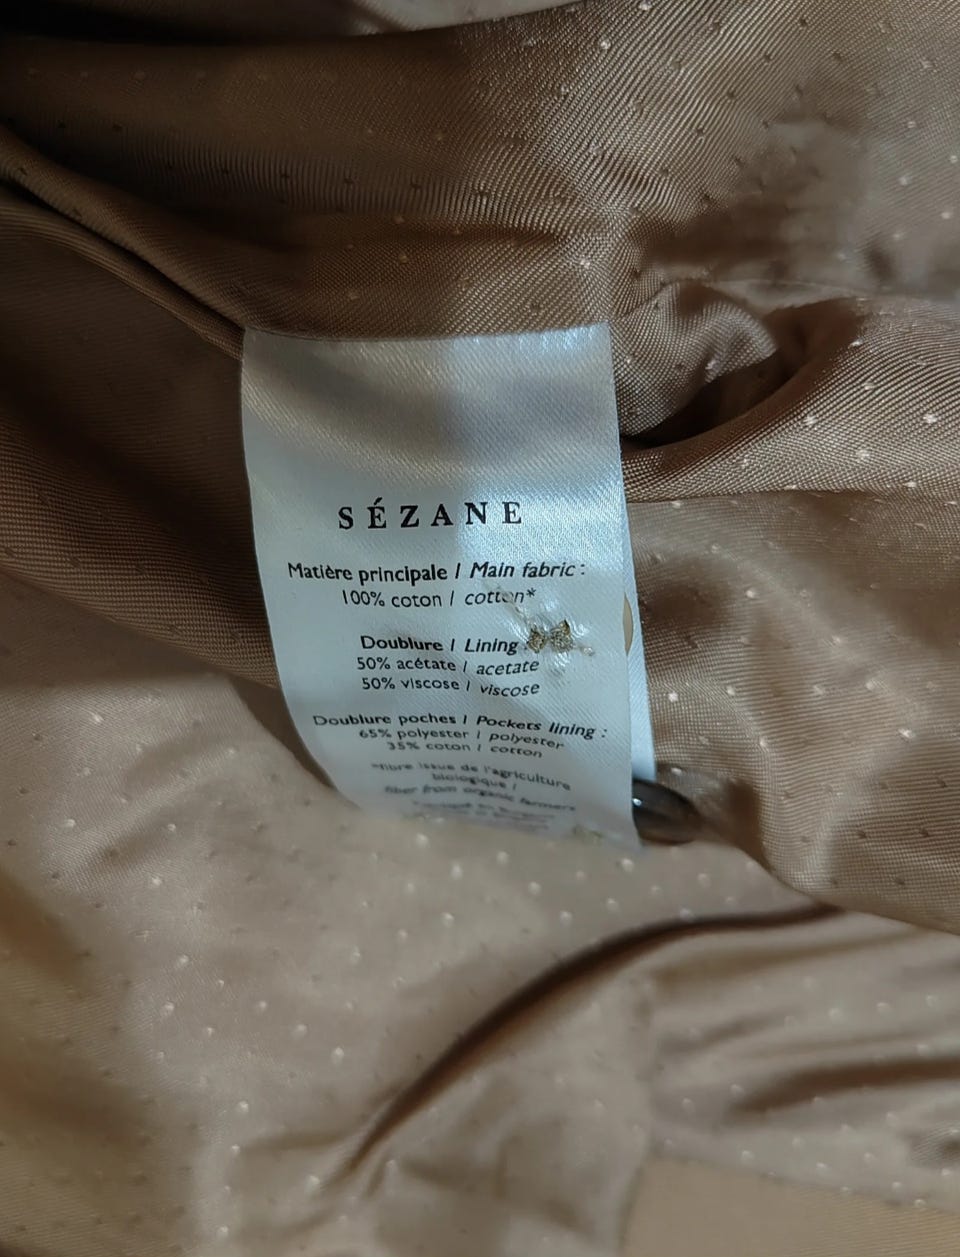 SÉZANE
Matière principale / Main fabric :
100% coton / cotton*
Doublure / Lining :
50% acétate / acetate
50% viscose / viscose
Doublure poches / Pockets lining :
65% polyester / polyester
35% coton / cotton
*fibre issue de l'agriculture
biologique /
fiber from organic farmers